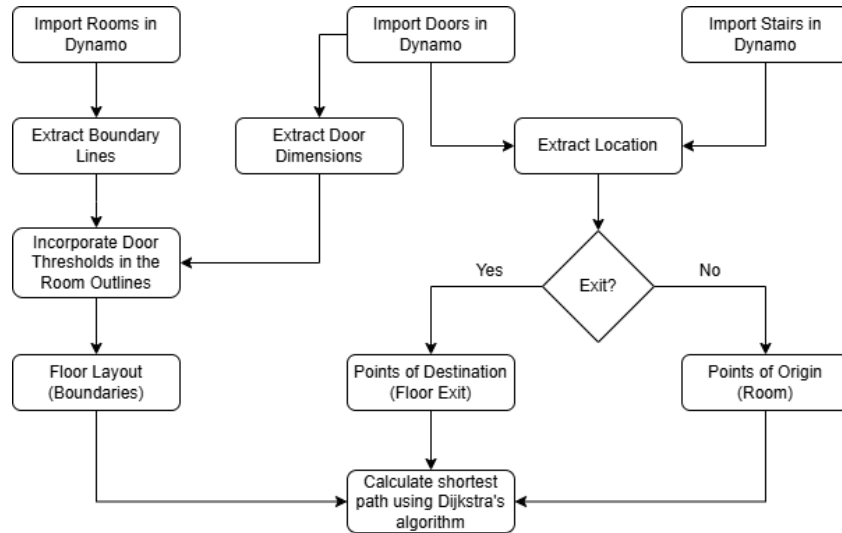 Import Rooms in
Dynamo
Import Doors in
Dynamo
Import Stairs in
Dynamo
Extract Boundary
Lines
Extract Door
Dimensions
Extract Location
Incorporate Door
Thresholds in the
Room Outlines
Yes
Exit?
No
Floor Layout
(Boundaries)
Points of Destination
(Floor Exit)
Points of Origin
(Room)
Calculate shortest
path using Dijkstra's
algorithm